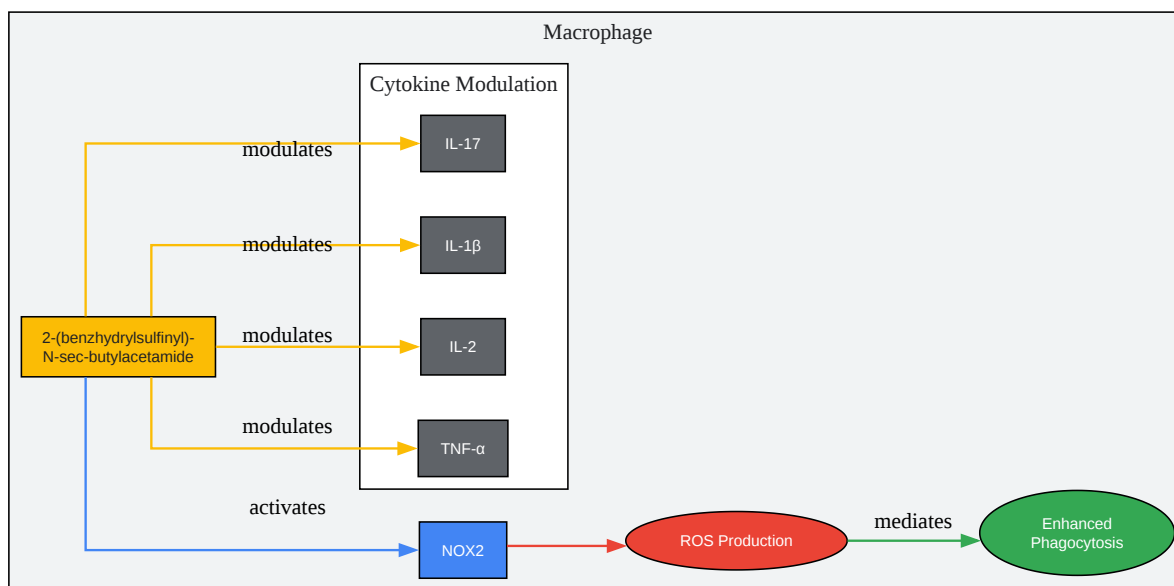 Macrophage
Cytokine Modulation
IL-17
modulates
IL-1β
modulates
2-(benzhydrylsulfinyl)-
N-sec-butylacetamide
modulates
IL-2
modulates
TNF-α
activates
NOX2
ROS Production
mediates
Enhanced
Phagocytosis